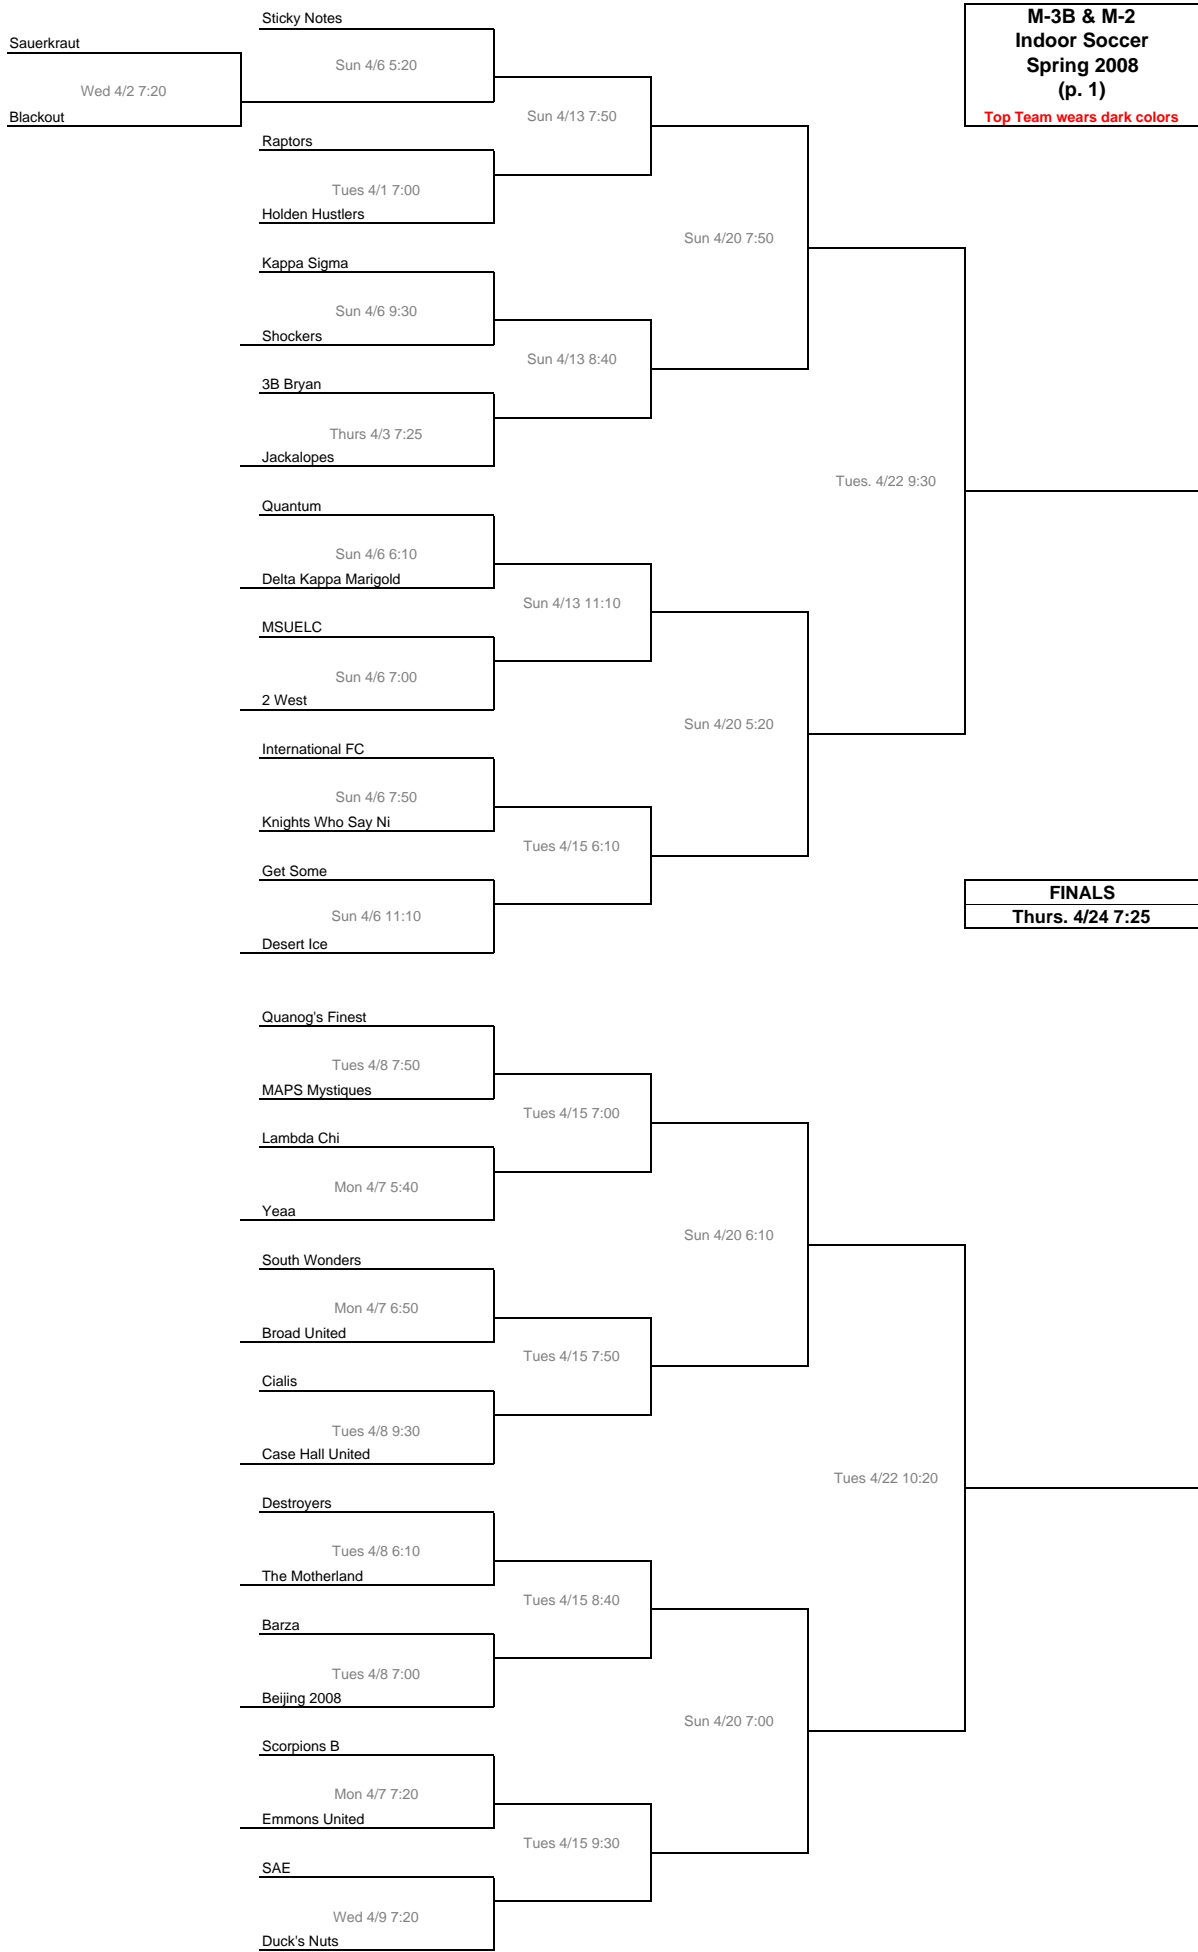 Sticky Notes
M-3B & M-2
Indoor Soccer
Spring 2008
(p. 1)
Top Team wears dark colors
Sauerkraut
Sun 4/6 5:20
Wed 4/2 7:20
Blackout
Sun 4/13 7:50
Raptors
Tues 4/1 7:00
Holden Hustlers
Sun 4/20 7:50
Kappa Sigma
Sun 4/6 9:30
Shockers
Sun 4/13 8:40
3B Bryan
Thurs 4/3 7:25
Jackalopes
Tues. 4/22 9:30
Quantum
Sun 4/6 6:10
Delta Kappa Marigold
Sun 4/13 11:10
MSUELC
Sun 4/6 7:00
2 West
Sun 4/20 5:20
International FC
Sun 4/6 7:50
Knights Who Say Ni
Tues 4/15 6:10
Get Some
Sun 4/6 11:10
Desert Ice
FINALS
Thurs. 4/24 7:25
Quanog's Finest
Tues 4/8 7:50
MAPS Mystiques
Tues 4/15 7:00
Lambda Chi
Mon 4/7 5:40
Yeaa
Sun 4/20 6:10
South Wonders
Mon 4/7 6:50
Broad United
Tues 4/15 7:50
Cialis
Tues 4/8 9:30
Case Hall United
Tues 4/22 10:20
Destroyers
Tues 4/8 6:10
The Motherland
Tues 4/15 8:40
Barza
Tues 4/8 7:00
Beijing 2008
Sun 4/20 7:00
Scorpions B
Mon 4/7 7:20
Emmons United
Tues 4/15 9:30
SAE
Wed 4/9 7:20
Duck's Nuts